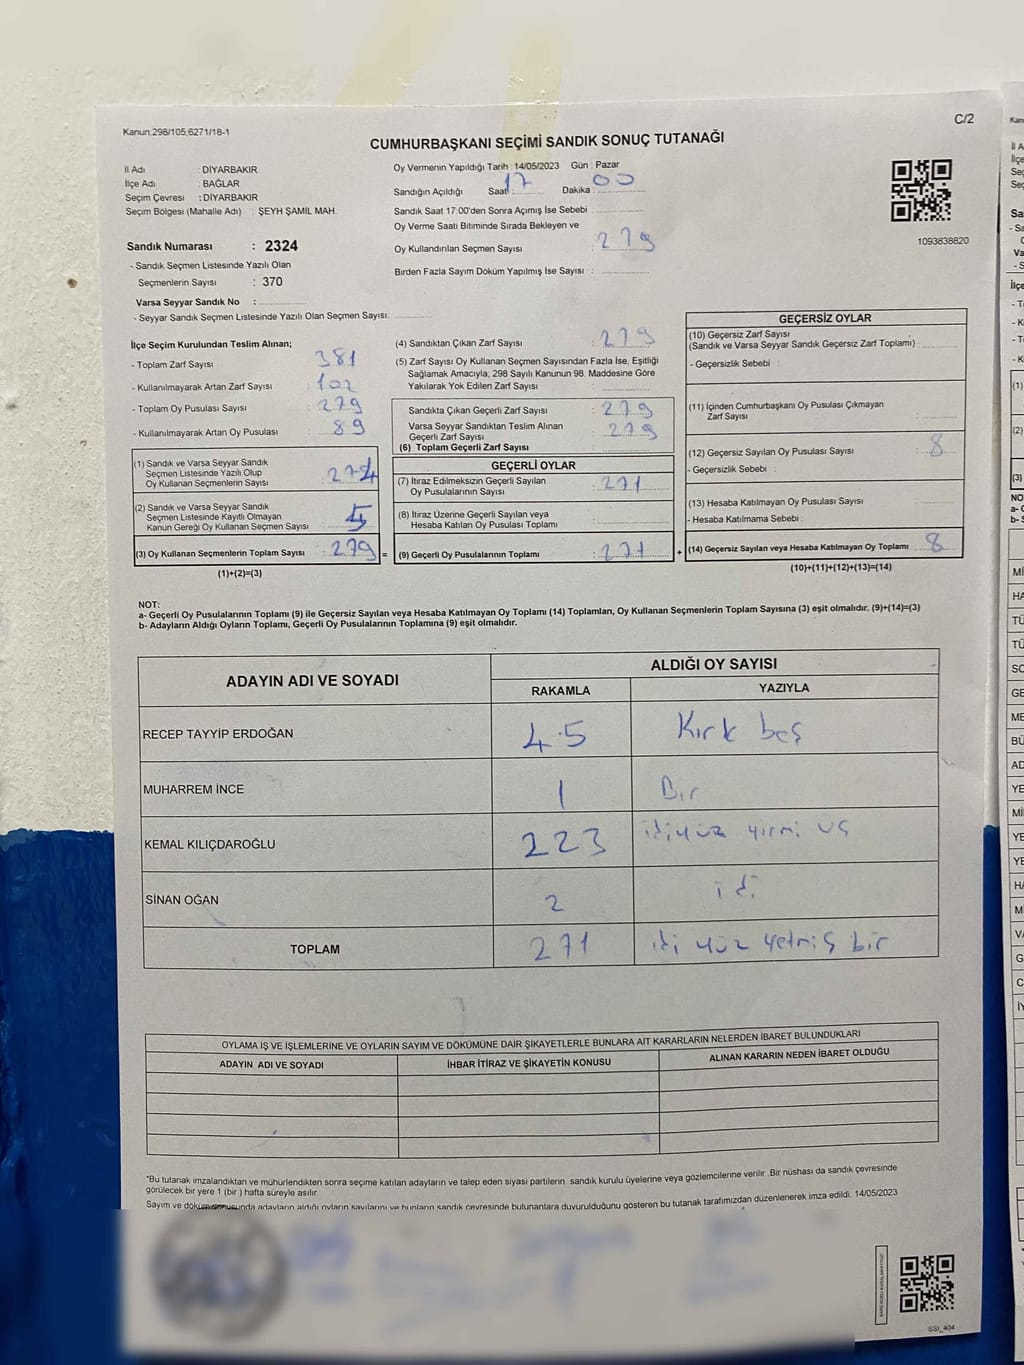 Kanun:298/105,6271/18-1
C/2
CUMHURBAŞKANI SEÇİMİ SANDIK SONUÇ TUTANAĞI
İl Adı : DİYARBAKIR
İlçe Adı : BAĞLAR
Seçim Çevresi : DİYARBAKIR
Seçim Bölgesi (Mahalle Adı) : ŞEYH ŞAMİL MAH.
Sandık Numarası : 2324
- Sandık Seçmen Listesinde Yazılı Olan
Seçmenlerin Sayısı : 370
Varsa Seyyar Sandık No :
- Seyyar Sandık Seçmen Listesinde Yazılı Olan Seçmen Sayısı:
Oy Vermenin Yapıldığı Tarih : 14/05/2023 Gün : Pazar
Sandığın Açıldığı Saat: 17 Dakika : 00
Sandık Saat 17:00'den Sonra Açılmış İse Sebebi :
Oy Verme Saati Bitiminde Sırada Bekleyen ve
Oy Kullandırılan Seçmen Sayısı : 279
Birden Fazla Sayım Döküm Yapılmış İse Sayısı :
1093838820
İlçe Seçim Kurulundan Teslim Alınan;
- Toplam Zarf Sayısı : 381
- Kullanılmayarak Artan Zarf Sayısı : 102
- Toplam Oy Pusulası Sayısı : 279
- Kullanılmayarak Artan Oy Pusulası : 89
(1) Sandık ve Varsa Seyyar Sandık
Seçmen Listesinde Yazılı Olup
Oy Kullanan Seçmenlerin Sayısı : 274
(2) Sandık ve Varsa Seyyar Sandık
Seçmen Listesinde Kayıtlı Olmayan
Kanun Gereği Oy Kullanan Seçmen Sayısı : 5
(3) Oy Kullanan Seçmenlerin Toplam Sayısı : 279 =
(1)+(2)=(3)
(4) Sandıktan Çıkan Zarf Sayısı : 279
(5) Zarf Sayısı Oy Kullanan Seçmen Sayısından Fazla İse, Eşitliği
Sağlamak Amacıyla; 298 Sayılı Kanunun 98. Maddesine Göre
Yakılarak Yok Edilen Zarf Sayısı :
Sandıkta Çıkan Geçerli Zarf Sayısı : 279
Varsa Seyyar Sandıktan Teslim Alınan
Geçerli Zarf Sayısı : 279
(6) Toplam Geçerli Zarf Sayısı :
GEÇERLİ OYLAR
(7) İtiraz Edilmeksizin Geçerli Sayılan
Oy Pusulalarının Sayısı : 271
(8) İtiraz Üzerine Geçerli Sayılan veya
Hesaba Katılan Oy Pusulası Toplamı :
(9) Geçerli Oy Pusulalarının Toplamı : 271 +
GEÇERSİZ OYLAR
(10) Geçersiz Zarf Sayısı
(Sandık ve Varsa Seyyar Sandık Geçersiz Zarf Toplamı) :
- Geçersizlik Sebebi :
(11) İçinden Cumhurbaşkanı Oy Pusulası Çıkmayan
Zarf Sayısı :
(12) Geçersiz Sayılan Oy Pusulası Sayısı : 8
- Geçersizlik Sebebi :
(13) Hesaba Katılmayan Oy Pusulası Sayısı :
- Hesaba Katılmama Sebebi :
(14) Geçersiz Sayılan veya Hesaba Katılmayan Oy Toplamı : 8
(10)+(11)+(12)+(13)=(14)
NOT:
a- Geçerli Oy Pusulalarının Toplamı (9) ile Geçersiz Sayılan veya Hesaba Katılmayan Oy Toplamı (14) Toplamları, Oy Kullanan Seçmenlerin Toplam Sayısına (3) eşit olmalıdır. (9)+(14)=(3)
b- Adayların Aldığı Oyların Toplamı, Geçerli Oy Pusulalarının Toplamına (9) eşit olmalıdır.
ADAYIN ADI VE SOYADI
ALDIĞI OY SAYISI
RAKAMLA YAZIYLA
RECEP TAYYİP ERDOĞAN 45 Kırk beş
MUHARREM İNCE 1 Bir
KEMAL KILIÇDAROĞLU 223 iki yüz yirmi üç
SİNAN OĞAN 2 iki
TOPLAM 271 iki yüz yetmiş bir
OYLAMA İŞ VE İŞLEMLERİNE VE OYLARIN SAYIM VE DÖKÜMÜNE DAİR ŞİKAYETLERLE BUNLARA AİT KARARLARIN NELERDEN İBARET BULUNDUKLARI
ADAYIN ADI VE SOYADI İHBAR İTİRAZ VE ŞİKAYETİN KONUSU ALINAN KARARIN NEDEN İBARET OLDUĞU
*Bu tutanak imzalandıktan ve mühürlendikten sonra seçime katılan adayların ve talep eden siyasi partilerin sandık kurulu üyelerine veya gözlemcilerine verilir. Bir nüshası da sandık çevresinde
görülecek bir yere 1 (bir) hafta süreyle asılır.
Sayım ve döküm sonucunda adayların aldığı oyların sayılarını ve bunların sandık çevresinde bulunanlara duyurulduğunu gösteren bu tutanak tarafımızdan düzenlenerek imza edildi. 14/05/2023
SSI_404